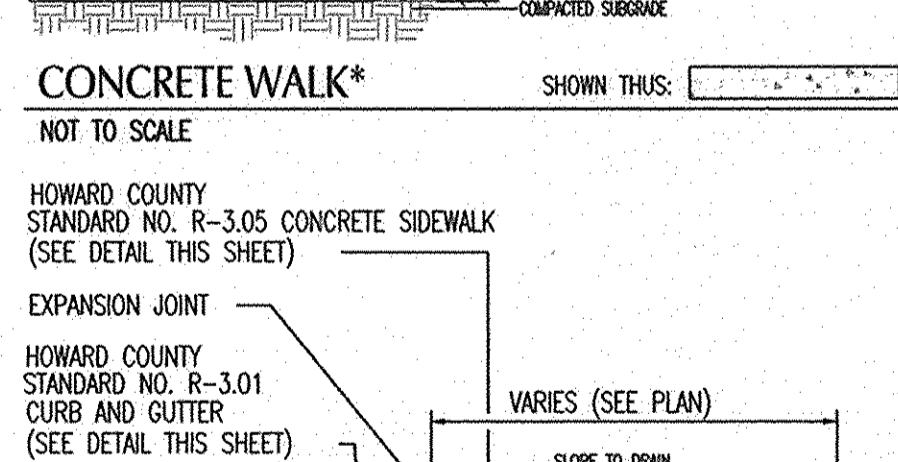 COMPACTED SUBGRADE
CONCRETE WALK*
SHOWN THUS:
NOT TO SCALE
HOWARD COUNTY
STANDARD NO. R-3.05 CONCRETE SIDEWALK
(SEE DETAIL THIS SHEET)
EXPANSION JOINT
HOWARD COUNTY
STANDARD NO. R-3.01
CURB AND GUTTER
(SEE DETAIL THIS SHEET)
VARIES (SEE PLAN)
SLOPE TO DRAIN